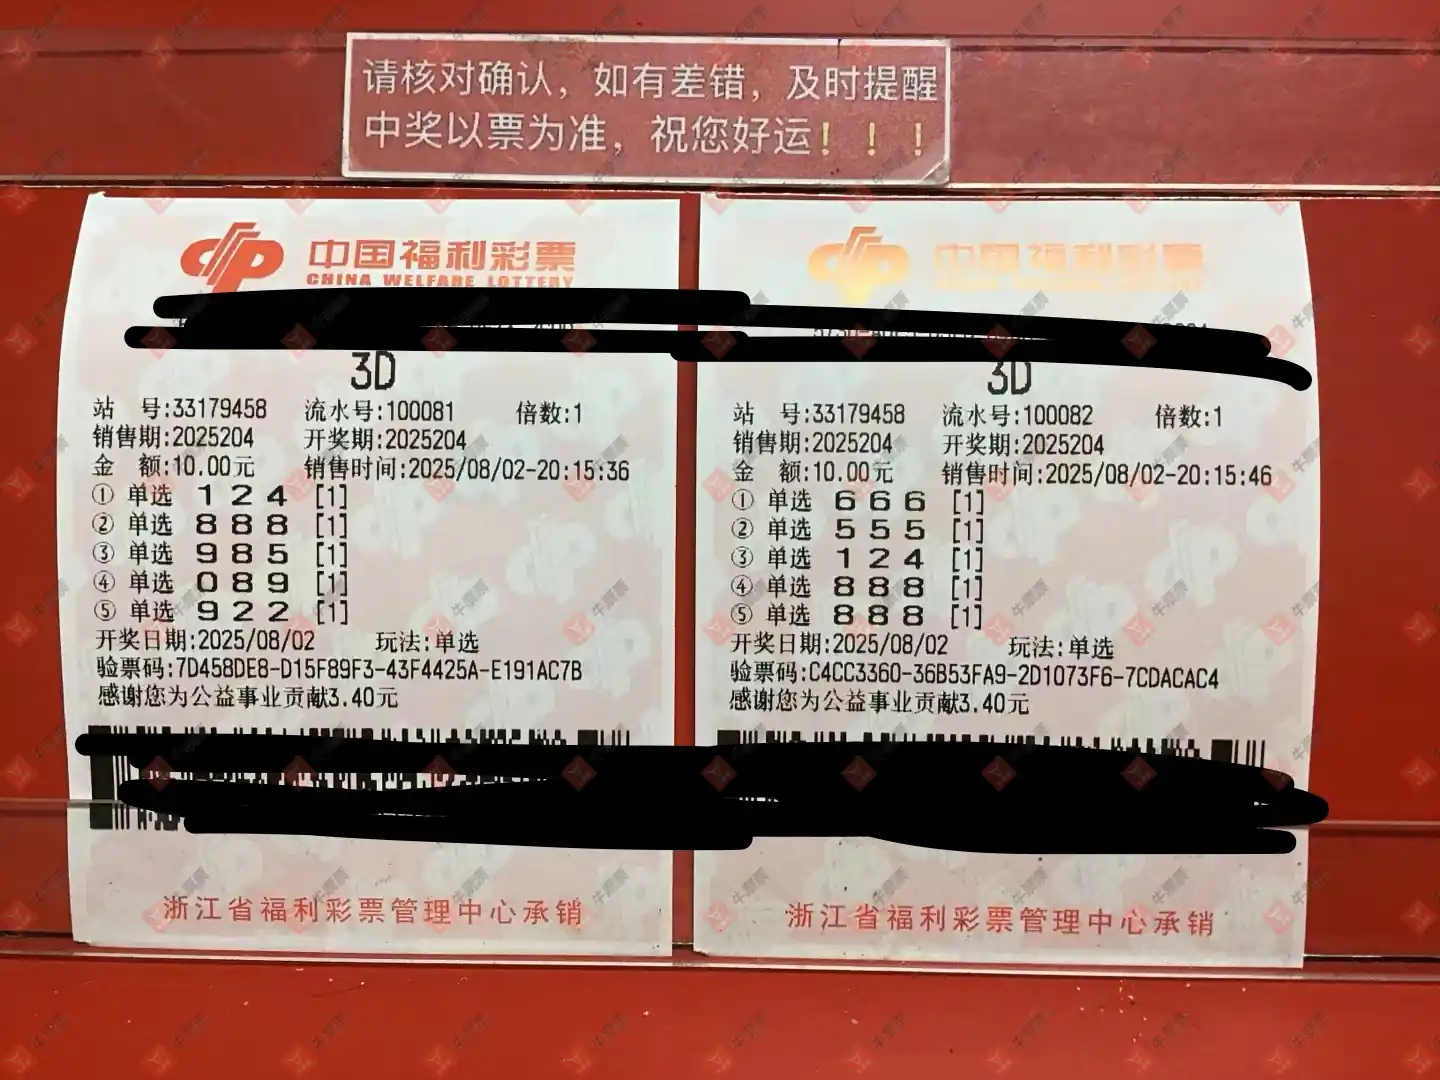 请核对确认，如有差错，及时提醒
中奖以票为准，祝您好运！！！
中国福利彩票
CHINA WELFARE LOTTERY
3D
站 号:33179458 流水号:100081 倍数:1
销售期:2025204 开奖期:2025204
金 额:10.00元 销售时间:2025/08/02-20:15:36
① 单选 1 2 4 [1]
② 单选 8 8 8 [1]
③ 单选 9 8 5 [1]
④ 单选 0 8 9 [1]
⑤ 单选 9 2 2 [1]
开奖日期:2025/08/02 玩法:单选
验票码:7D458DE8-D15F89F3-43F4425A-E191AC7B
感谢您为公益事业贡献3.40元
浙江省福利彩票管理中心承销
中国福利彩票
3D
站 号:33179458 流水号:100082 倍数:1
销售期:2025204 开奖期:2025204
金 额:10.00元 销售时间:2025/08/02-20:15:46
① 单选 6 6 6 [1]
② 单选 5 5 5 [1]
③ 单选 1 2 4 [1]
④ 单选 8 8 8 [1]
⑤ 单选 8 8 8 [1]
开奖日期:2025/08/02 玩法:单选
验票码:C4CC3360-36B53FA9-2D1073F6-7CDACAC4
感谢您为公益事业贡献3.40元
浙江省福利彩票管理中心承销